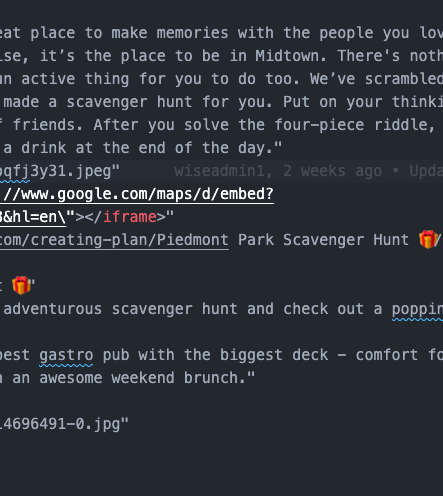 eat place to make memories with the people you lov
ise, it’s the place to be in Midtown. There's noth
un active thing for you to do too. We’ve scrambled
made a scavenger hunt for you. Put on your thinki
f friends. After you solve the four-piece riddle,
a drink at the end of the day."
oqfj3y31.jpeg" wiseadmin1, 2 weeks ago • Upda
://www.google.com/maps/d/embed?
8&hl=en\"></iframe>"
com/creating-plan/Piedmont Park Scavenger Hunt 🎁/
t 🎁"
adventurous scavenger hunt and check out a poppin
best gastro pub with the biggest deck – comfort fo
n an awesome weekend brunch."
14696491-0.jpg"